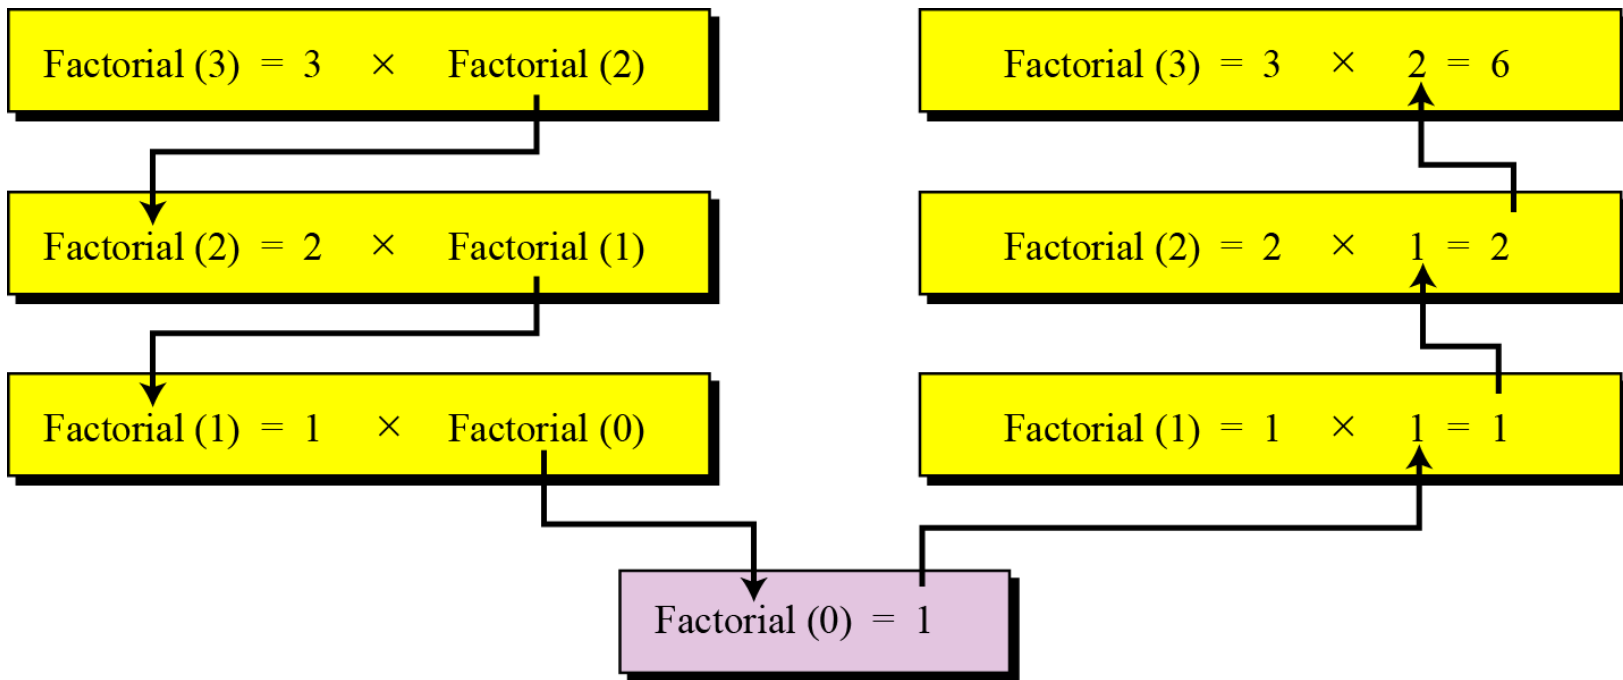 Factorial (3) = 3 × Factorial (2)
Factorial (2) = 2 × Factorial (1)
Factorial (1) = 1 × Factorial (0)
Factorial (0) = 1
Factorial (1) = 1 × 1 = 1
Factorial (2) = 2 × 1 = 2
Factorial (3) = 3 × 2 = 6